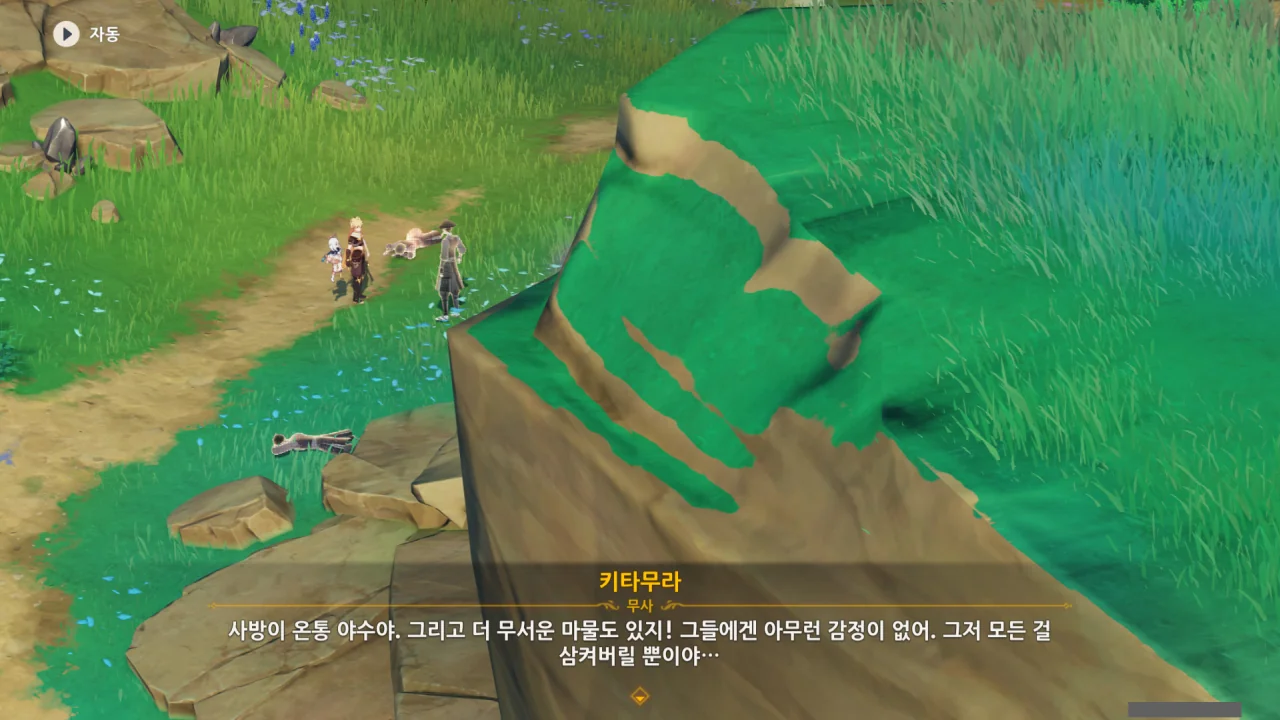 자동
키타무라
무사
사방이 온통 야수야. 그리고 더 무서운 마물도 있지! 그들에겐 아무런 감정이 없어. 그저 모든 걸
삼켜버릴 뿐이야…